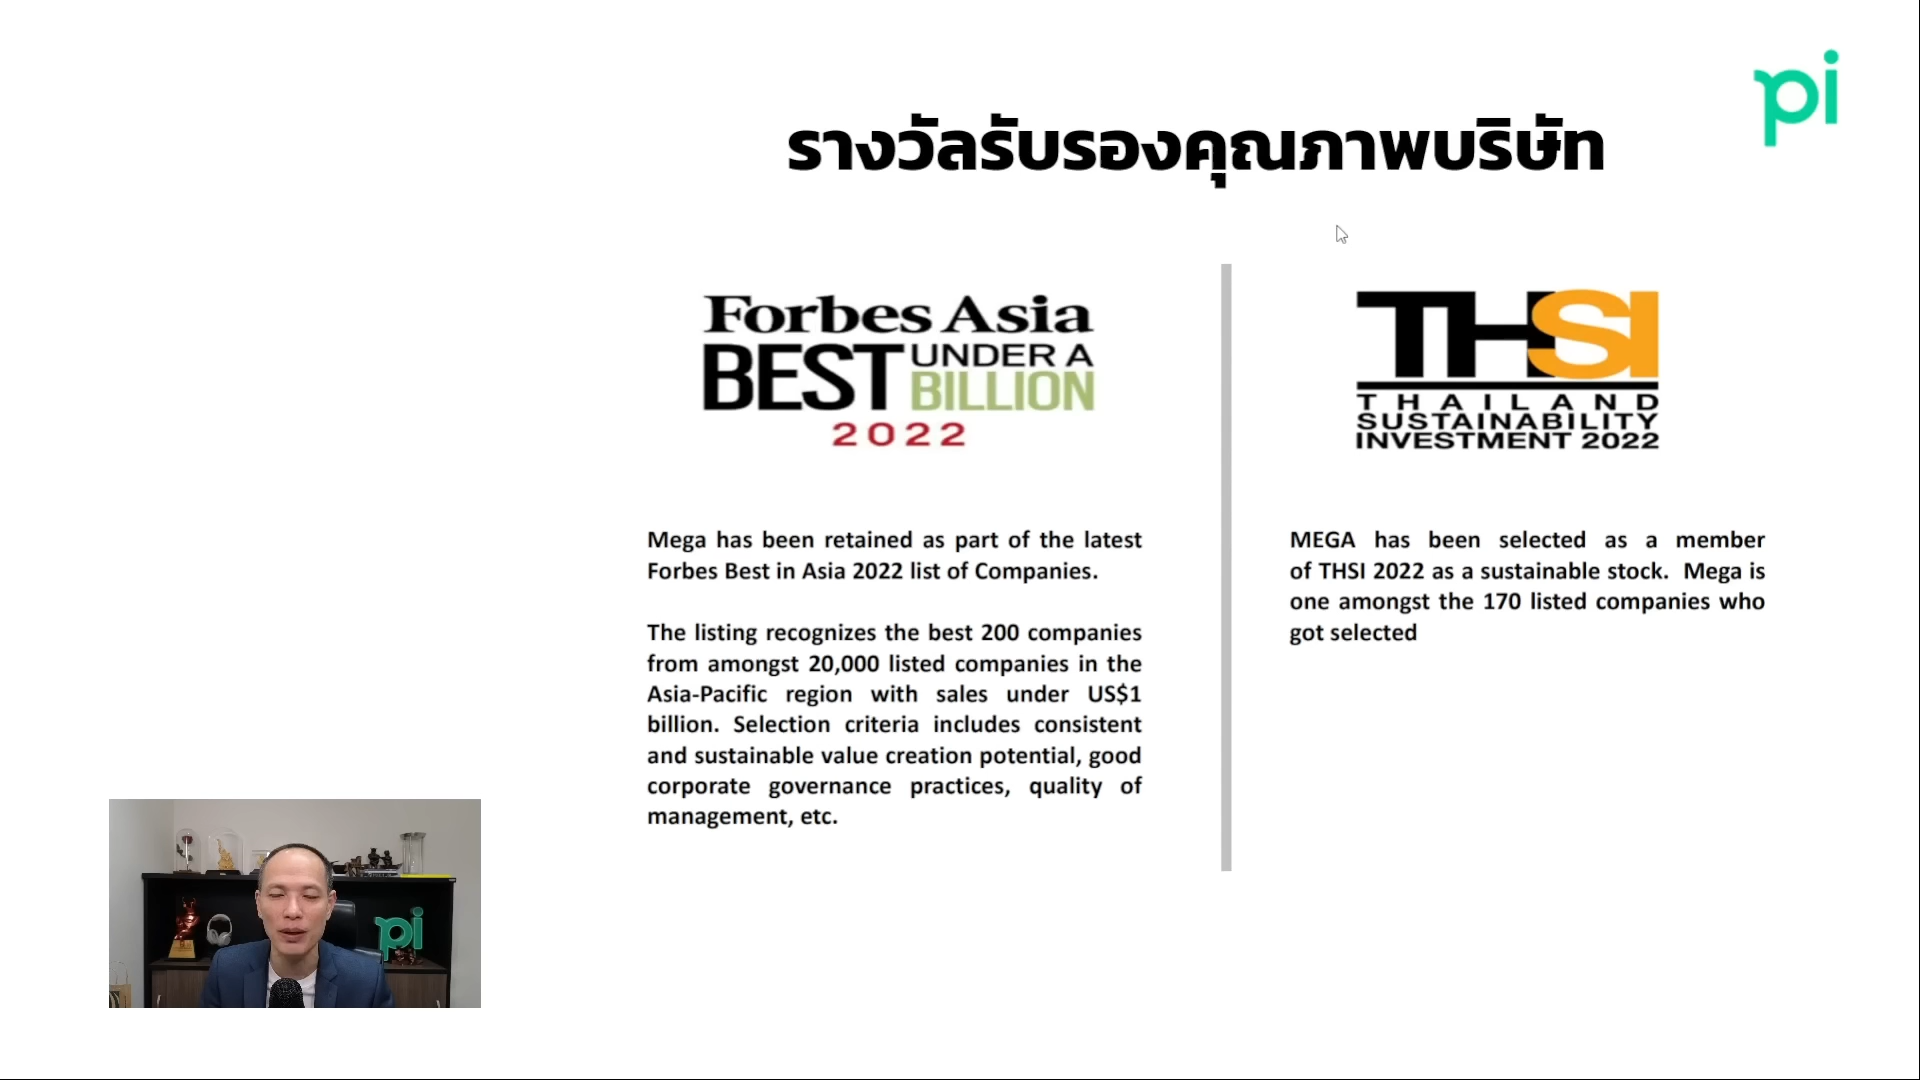 pi
รางวัลรับรองคุณภาพบริษัท
Forbes Asia
BEST UNDER A
BILLION
2022
Mega has been retained as part of the latest
Forbes Best in Asia 2022 list of Companies.
The listing recognizes the best 200 companies
from amongst 20,000 listed companies in the
Asia-Pacific region with sales under US$1
billion. Selection criteria includes consistent
and sustainable value creation potential, good
corporate governance practices, quality of
management, etc.
THSI
THAILAND
SUSTAINABILITY
INVESTMENT 2022
MEGA has been selected as a member
of THSI 2022 as a sustainable stock. Mega is
one amongst the 170 listed companies who
got selected
pi